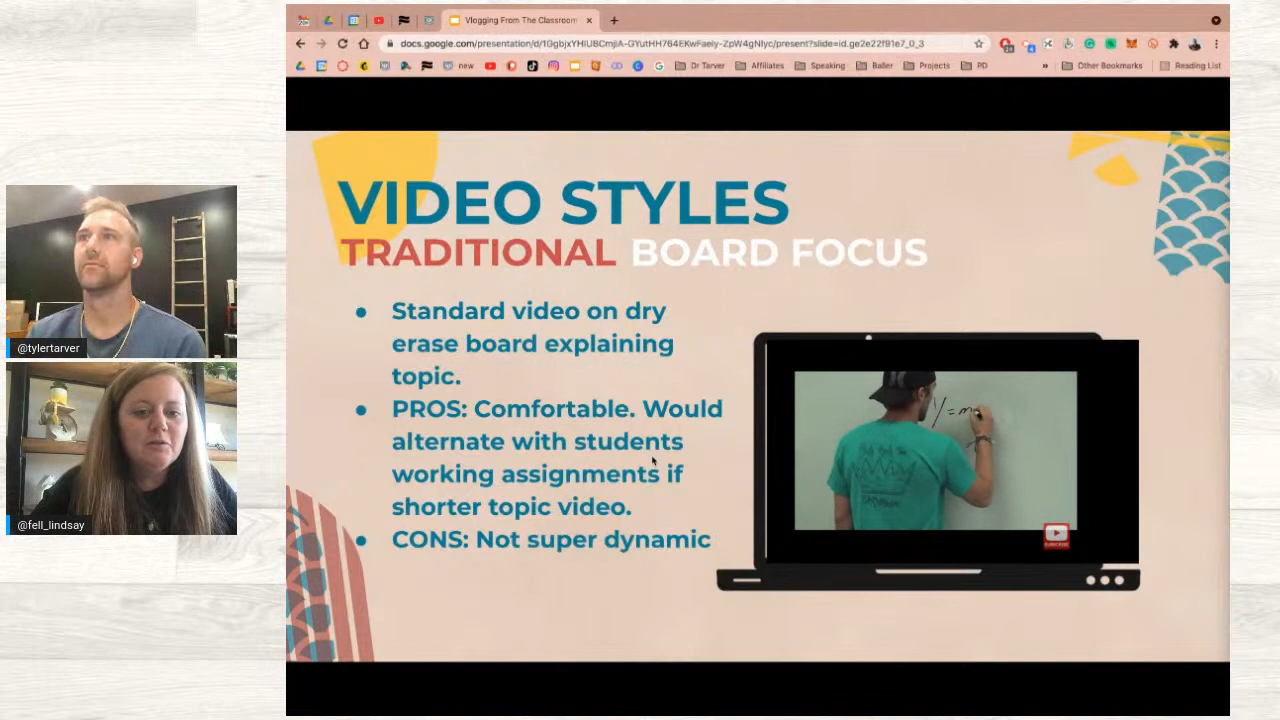 Vlogging From The Classroom
docs.google.com/presentation/d/1GgbjxYHIUBCmjiA-GYutHH764EKwFaeiy-ZpW4gNlyc/present?slide=id.ge2e22f91e7_0_3
new
Dr Tarver
Affiliates
Speaking
Baller
Projects
PD
Other Bookmarks
Reading List
VIDEO STYLES
TRADITIONAL BOARD FOCUS
• Standard video on dry
erase board explaining
topic.
• PROS: Comfortable. Would
alternate with students
working assignments if
shorter topic video.
• CONS: Not super dynamic
y=m
@tylertarver
@fell_lindsay